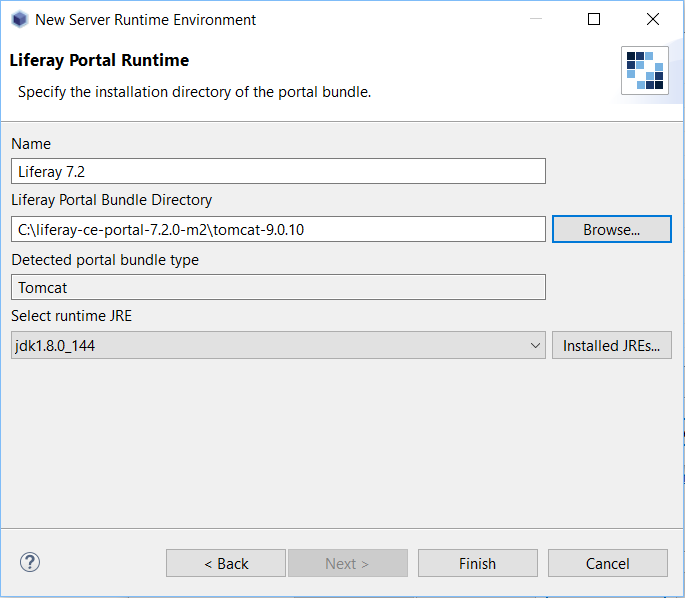 New Server Runtime Environment
Liferay Portal Runtime
Specify the installation directory of the portal bundle.
Name
Liferay 7.2
Liferay Portal Bundle Directory
C:\liferay-ce-portal-7.2.0-m2\tomcat-9.0.10
Browse...
Detected portal bundle type
Tomcat
Select runtime JRE
jdk1.8.0_144
Installed JREs...
?
< Back
Next >
Finish
Cancel